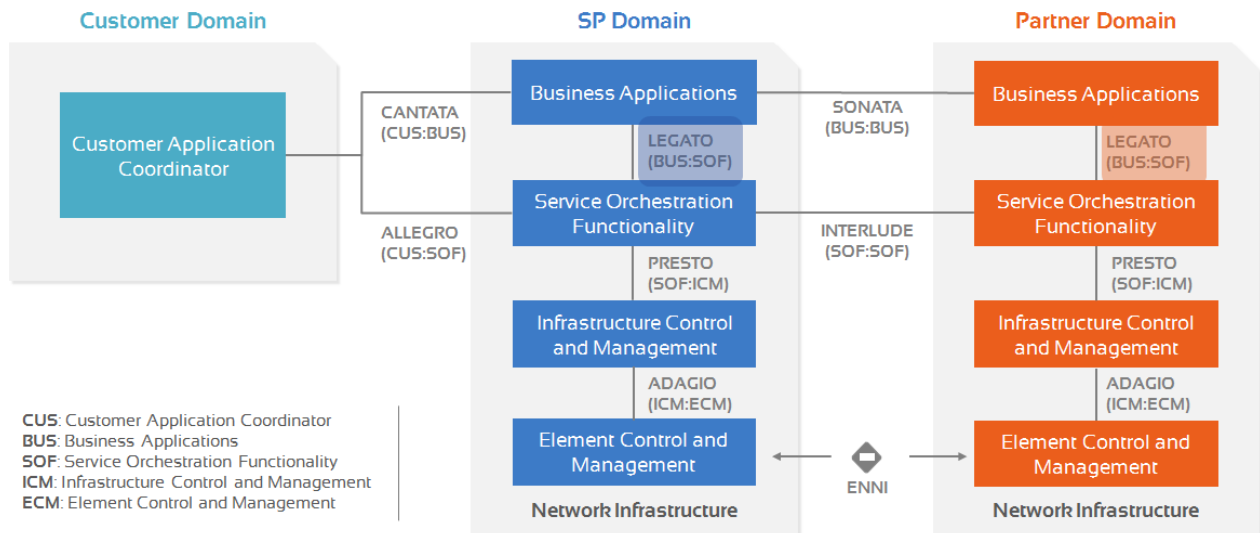 Customer Domain
SP Domain
Partner Domain
Customer Application
Coordinator
CANTATA
(CUS:BUS)
ALLEGRO
(CUS:SOF)
Business Applications
LEGATO
(BUS:SOF)
Service Orchestration
Functionality
PRESTO
(SOF:ICM)
Infrastructure Control
and Management
ADAGIO
(ICM:ECM)
Element Control and
Management
Network Infrastructure
SONATA
(BUS:BUS)
INTERLUDE
(SOF:SOF)
ENNI
Business Applications
LEGATO
(BUS:SOF)
Service Orchestration
Functionality
PRESTO
(SOF:ICM)
Infrastructure Control
and Management
ADAGIO
(ICM:ECM)
Element Control and
Management
Network Infrastructure
CUS: Customer Application Coordinator
BUS: Business Applications
SOF: Service Orchestration Functionality
ICM: Infrastructure Control and Management
ECM: Element Control and Management